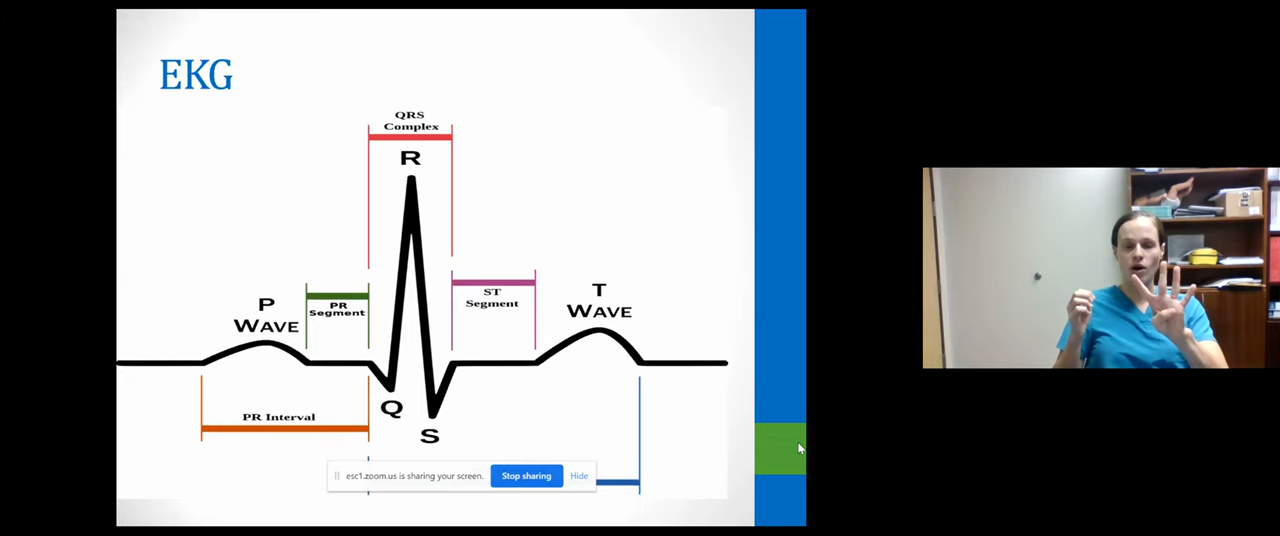 EKG
QRS
Complex
R
P
WAVE
PR
Segment
ST
Segment
T
WAVE
PR Interval
Q
S
esc1.zoom.us is sharing your screen.
Stop sharing
Hide